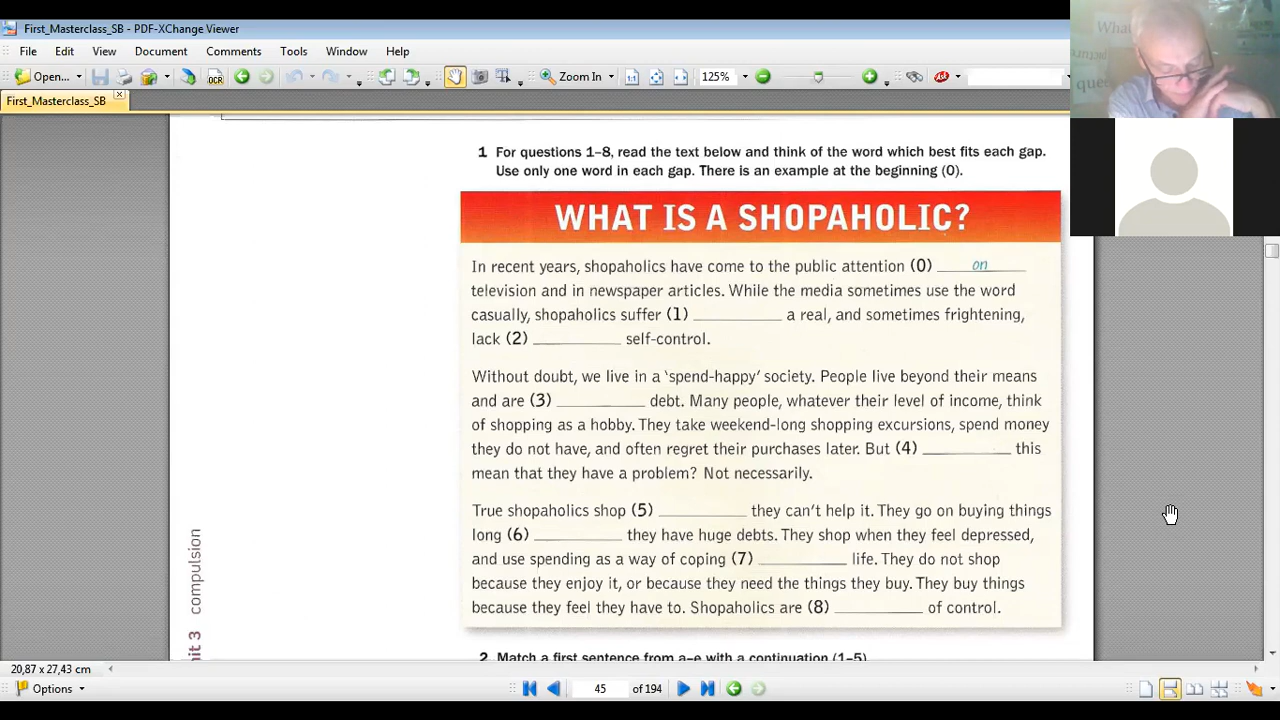 First_Masterclass_SB - PDF-XChange Viewer
File Edit View Document Comments Tools Window Help
Open... OCR Zoom In 125% Ask
First_Masterclass_SB
1 For questions 1–8, read the text below and think of the word which best fits each gap.
Use only one word in each gap. There is an example at the beginning (0).
WHAT IS A SHOPAHOLIC?
In recent years, shopaholics have come to the public attention (0) on
television and in newspaper articles. While the media sometimes use the word
casually, shopaholics suffer (1) __________ a real, and sometimes frightening,
lack (2) __________ self-control.
Without doubt, we live in a ‘spend-happy’ society. People live beyond their means
and are (3) __________ debt. Many people, whatever their level of income, think
of shopping as a hobby. They take weekend-long shopping excursions, spend money
they do not have, and often regret their purchases later. But (4) __________ this
mean that they have a problem? Not necessarily.
True shopaholics shop (5) __________ they can’t help it. They go on buying things
long (6) __________ they have huge debts. They shop when they feel depressed,
and use spending as a way of coping (7) __________ life. They do not shop
because they enjoy it, or because they need the things they buy. They buy things
because they feel they have to. Shopaholics are (8) __________ of control.
2 Match a first sentence from a–e with a continuation (1–5)
compulsion
3
20,87 x 27,43 cm
Options 45 of 194